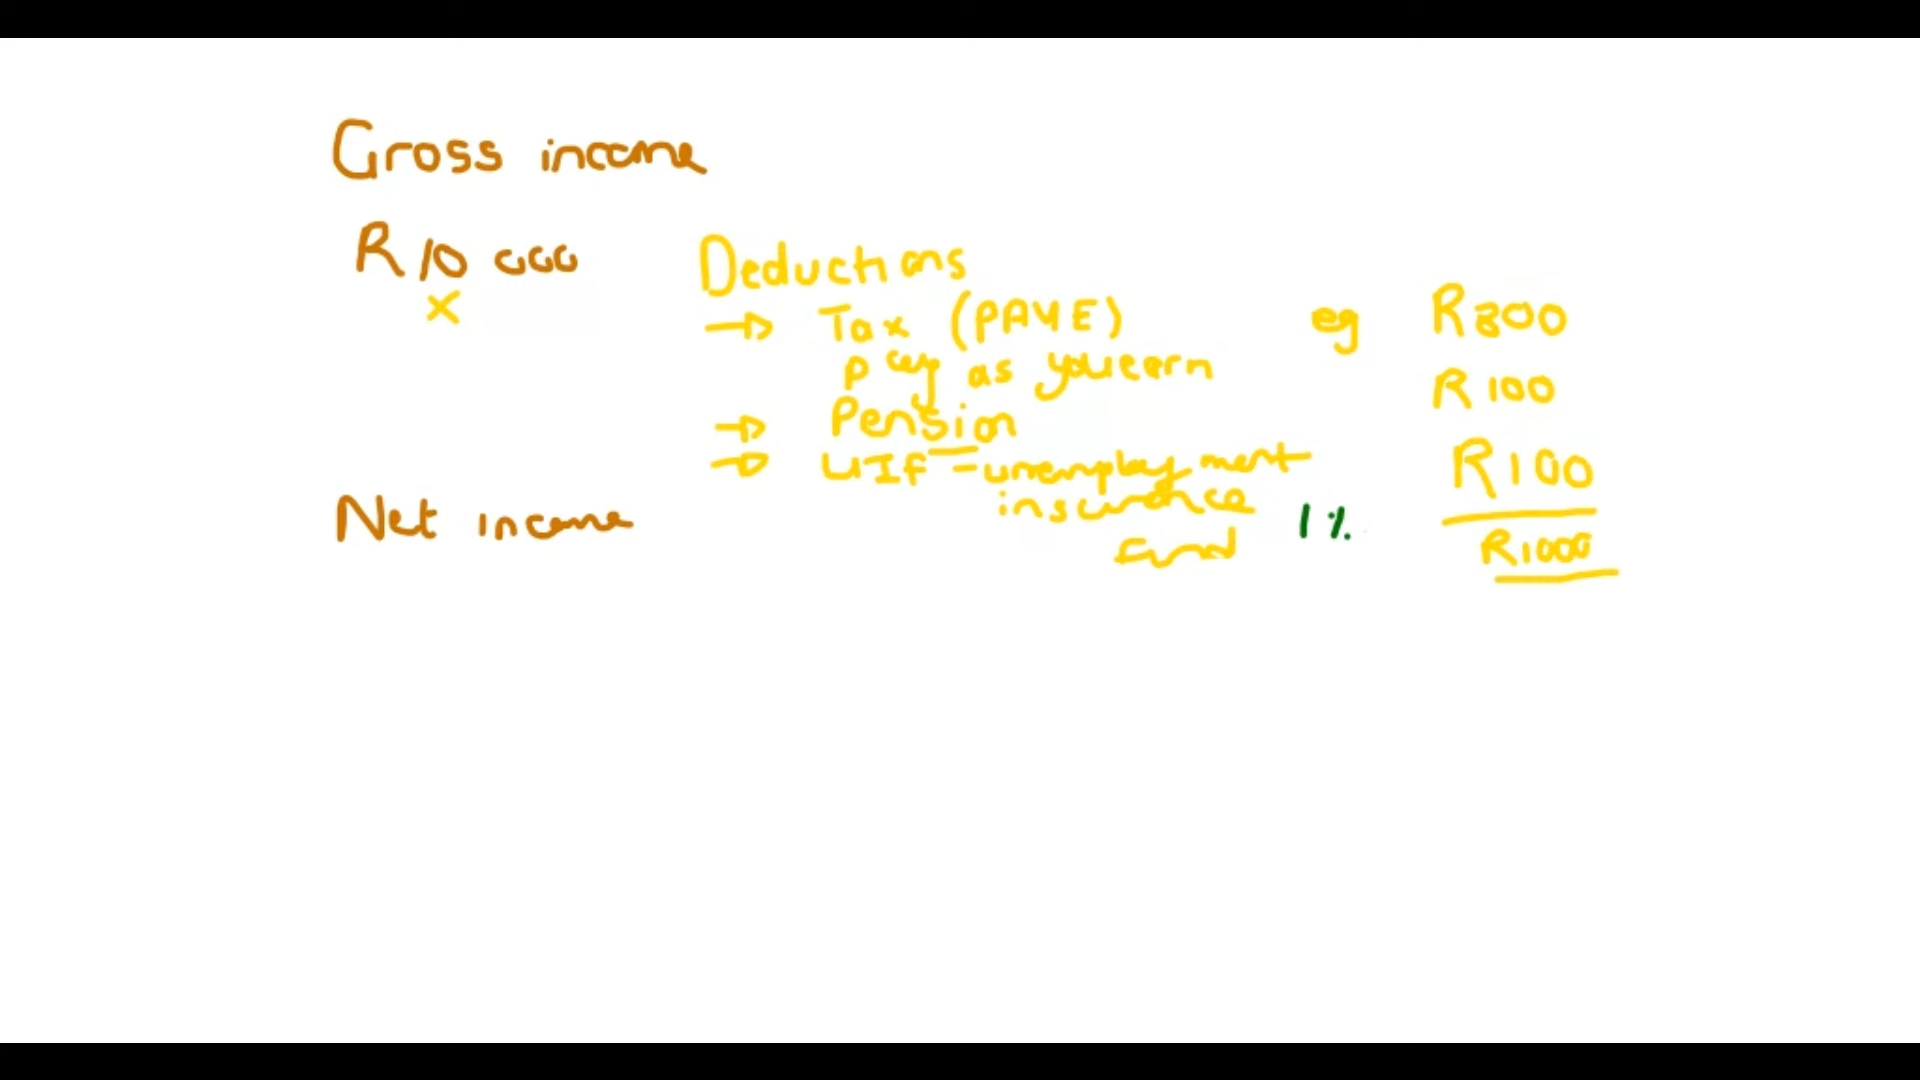 Gross income
R 10 000
x
Deductions
→ Tax (PAYE) eg R800
pay as you earn R100
→ Pension
→ UIF = unemployment R100
insurance 1%
fund R1000
Net income